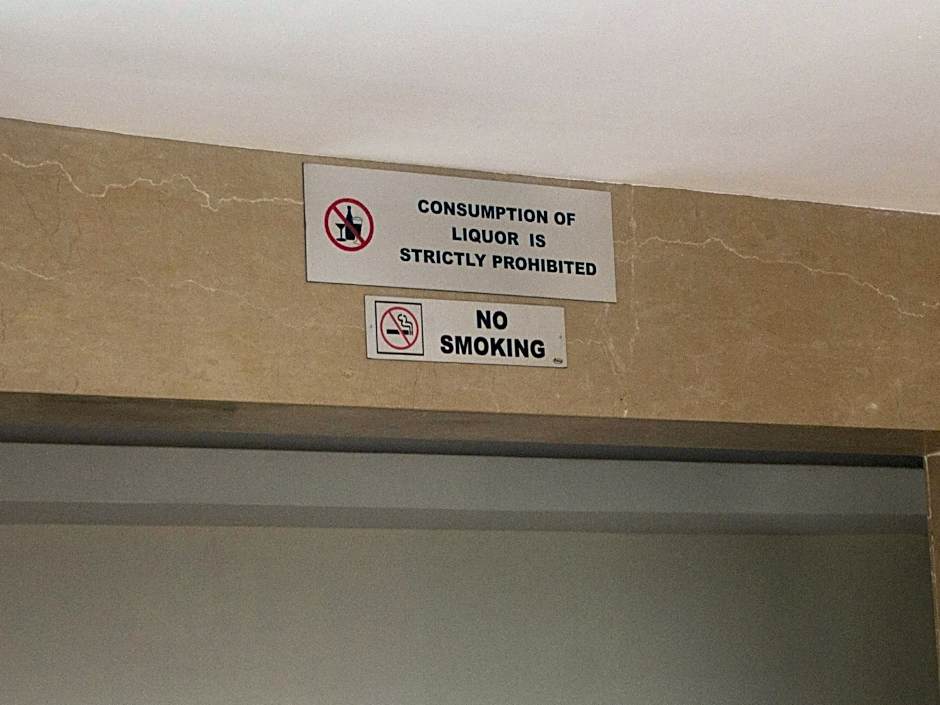 CONSUMPTION OF
LIQUOR IS
STRICTLY PROHIBITED
NO
SMOKING